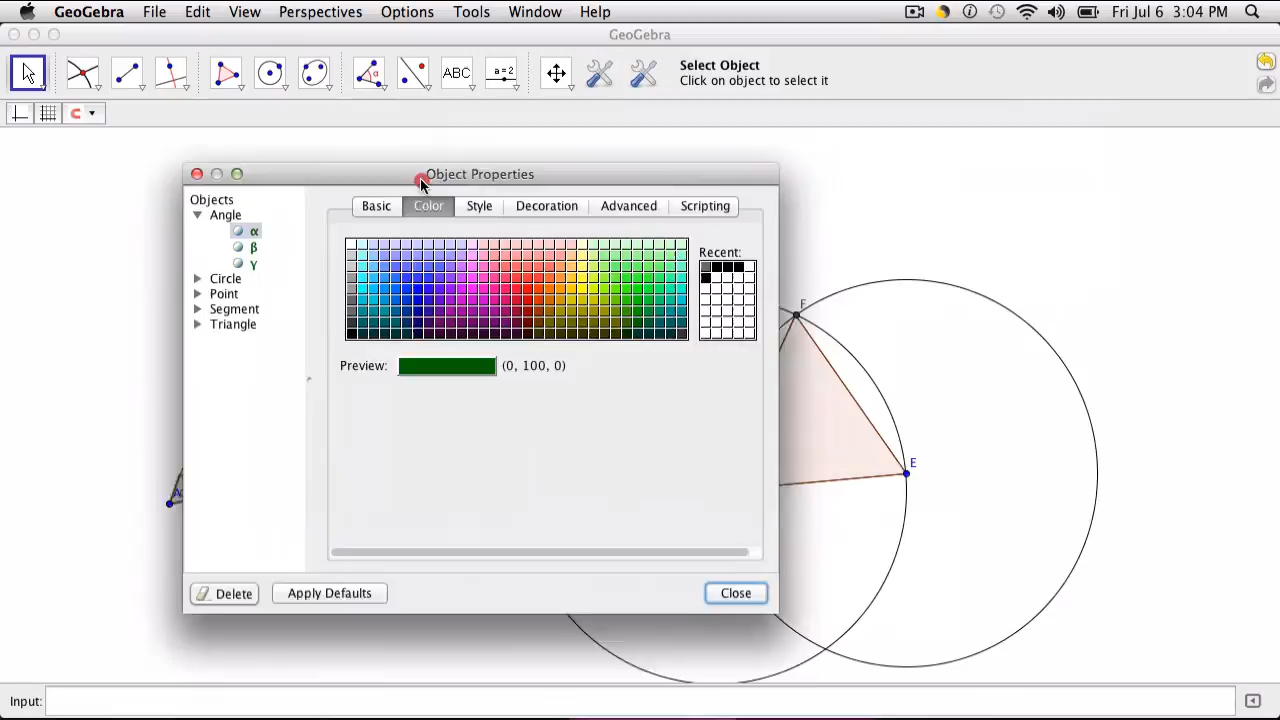 GeoGebra File Edit View Perspectives Options Tools Window Help Fri Jul 6 3:04 PM
GeoGebra
ABC a=2 Select Object
Click on object to select it
Object Properties
Objects
Angle
α
β
γ
Circle
Point
Segment
Triangle
Basic Color Style Decoration Advanced Scripting
Recent:
Preview: (0, 100, 0)
F
E
A
Delete Apply Defaults Close
Input: